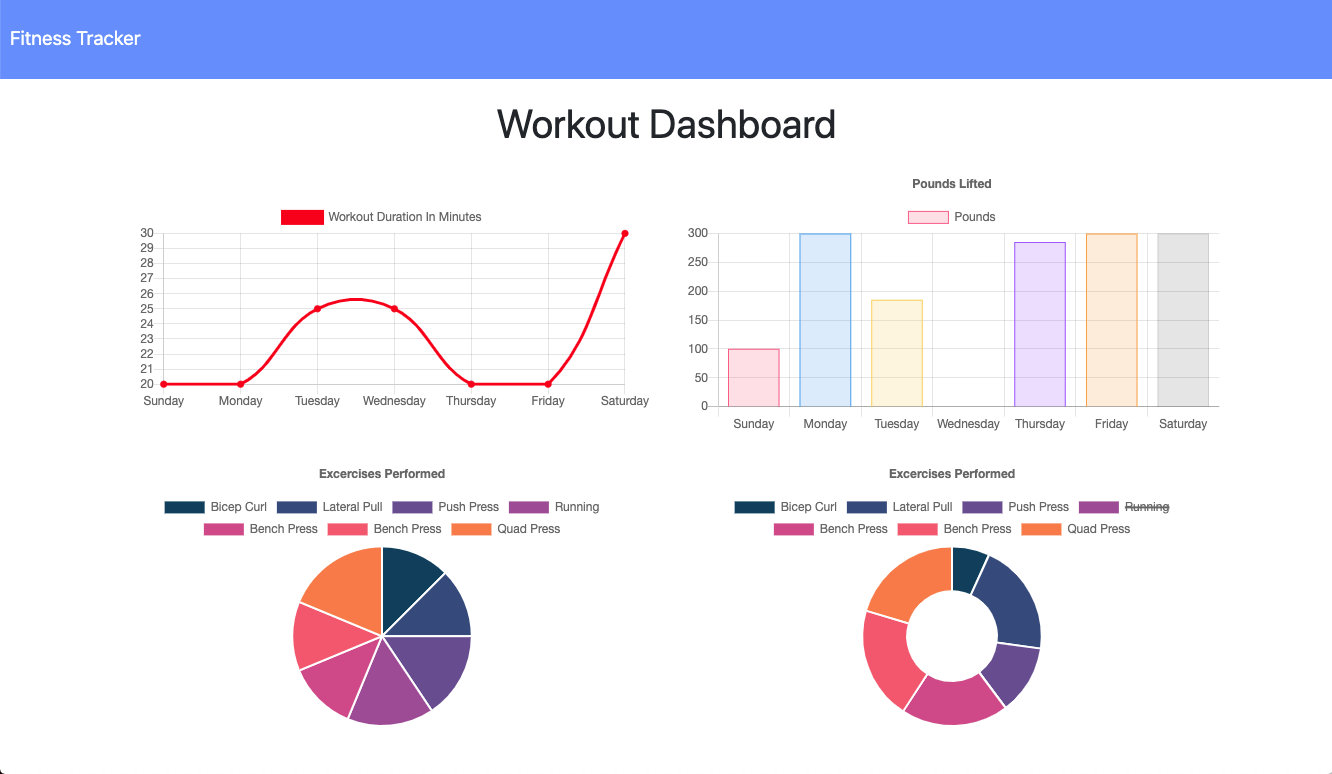 Fitness Tracker
Workout Dashboard
Workout Duration In Minutes
30
29
28
27
26
25
24
23
22
21
20
Sunday Monday Tuesday Wednesday Thursday Friday Saturday
Pounds Lifted
Pounds
300
250
200
150
100
50
0
Sunday Monday Tuesday Wednesday Thursday Friday Saturday
Excercises Performed
Bicep Curl Lateral Pull Push Press Running
Bench Press Bench Press Quad Press
Excercises Performed
Bicep Curl Lateral Pull Push Press Running
Bench Press Bench Press Quad Press